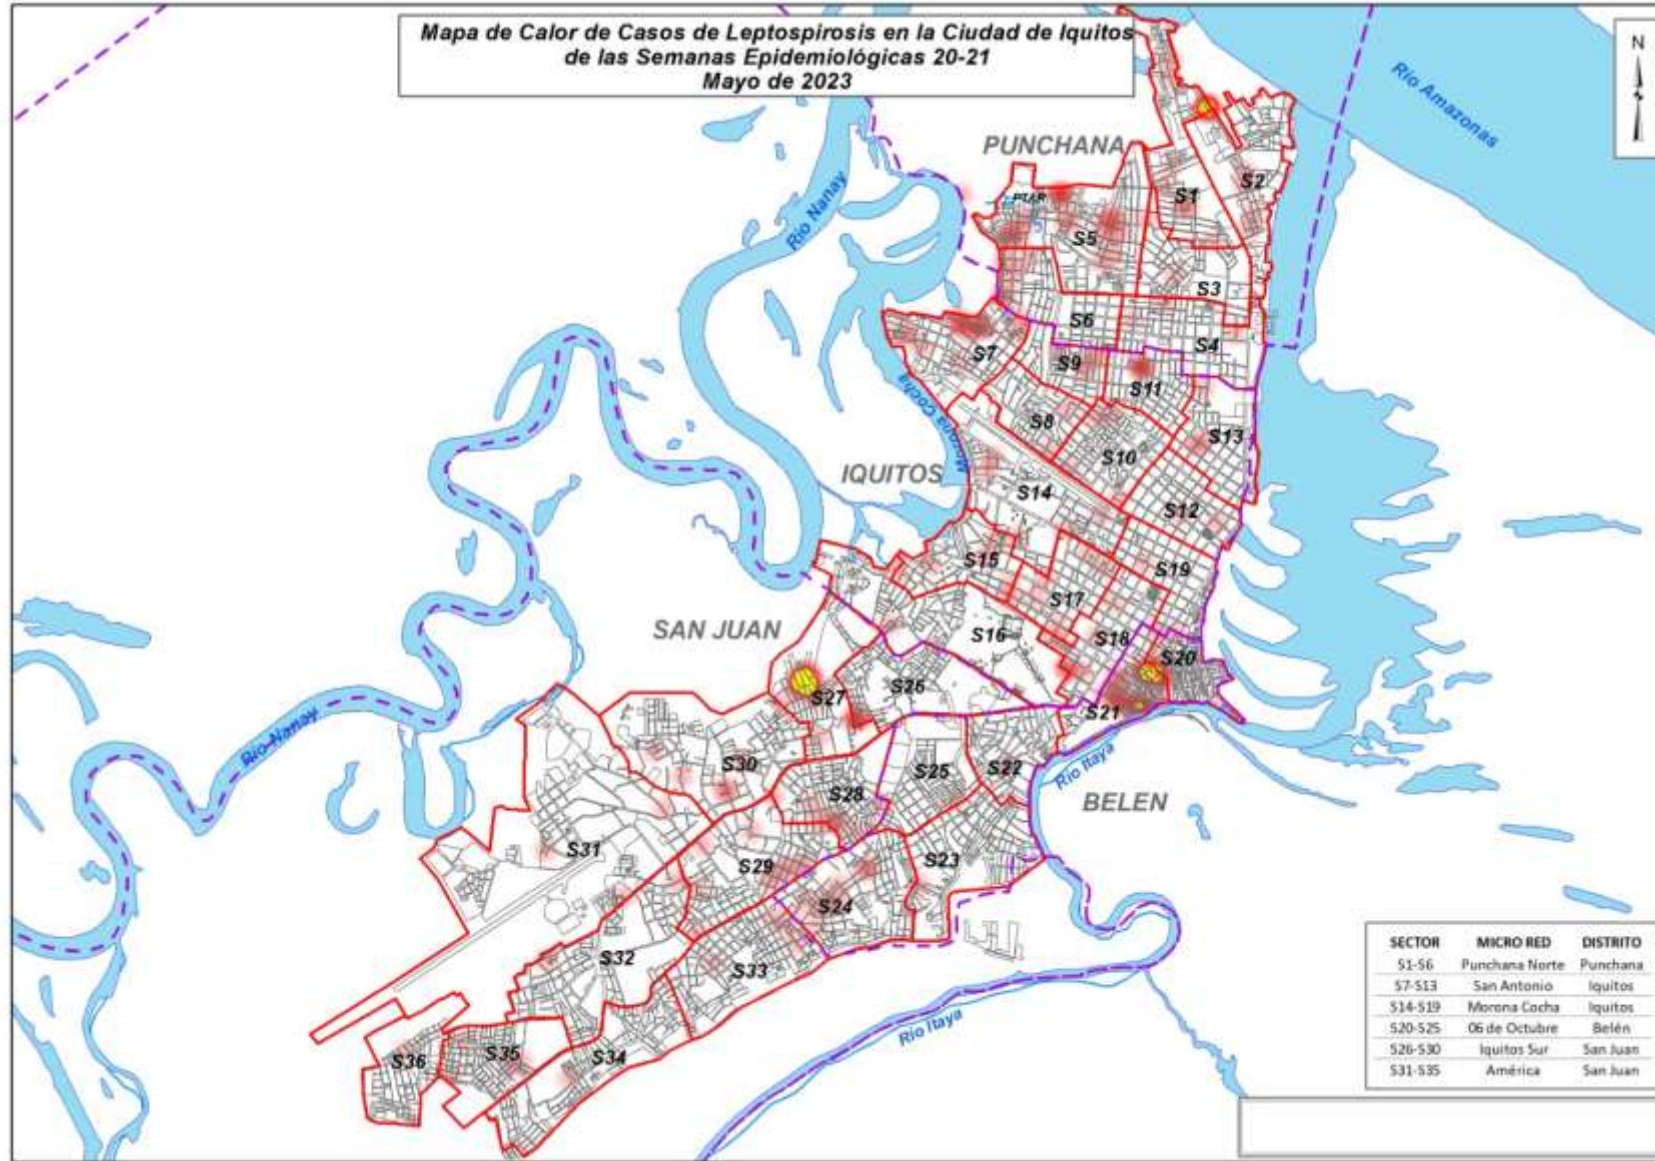 Mapa de Calor de Casos de Leptospirosis en la Ciudad de Iquitos
de las Semanas Epidemiológicas 20-21
Mayo de 2023
N
Río Amazonas
PUNCHANA
Río Nanay
PTAR
S1
S2
S5
S3
S6
S4
S7
S9
S11
Morona Cocha
S8
S13
S10
IQUITOS
S14
S12
S15
S19
S17
SAN JUAN
S16
S18
S20
S26
S27
S21
Río Nanay
S30
S25
S22
Río Itaya
S28
BELEN
S31
S29
S23
S24
S32
S33
Río Itaya
S36
S35
S34
SECTOR MICRO RED DISTRITO
S1-S6 Punchana Norte Punchana
S7-S13 San Antonio Iquitos
S14-S19 Morona Cocha Iquitos
S20-S25 06 de Octubre Belén
S26-S30 Iquitos Sur San Juan
S31-S35 América San Juan